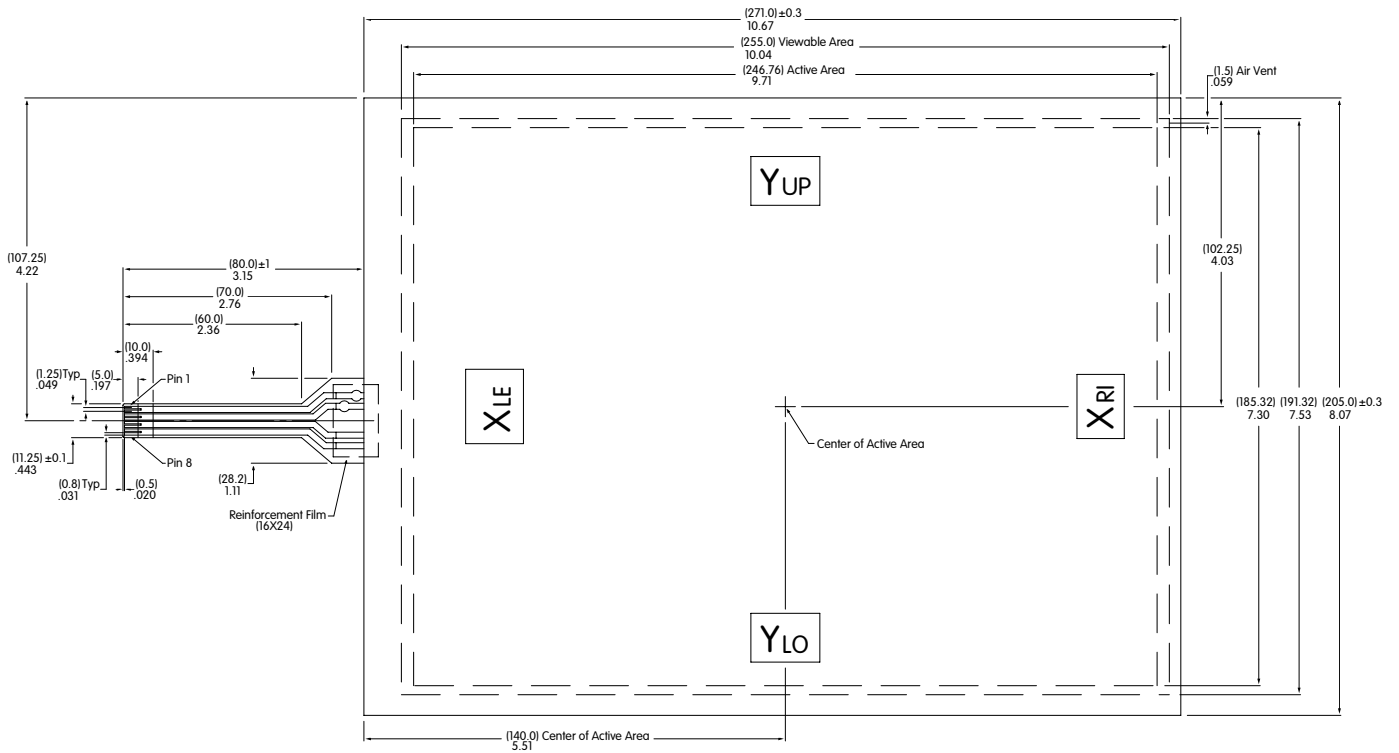 (271.0)±0.3
10.67
(255.0) Viewable Area
10.04
(246.76) Active Area
9.71
(1.5) Air Vent
.059
YUP
(107.25)
4.22
(102.25)
4.03
(80.0)±1
3.15
(70.0)
2.76
(60.0)
2.36
(10.0)
.394
(1.25)Typ
.049
(5.0)
.197
Pin 1
XLE
XRI
(185.32)
7.30
(191.32)
7.53
(205.0)±0.3
8.07
Center of Active Area
(11.25) ±0.1
.443
Pin 8
(0.8)Typ
.031
(0.5)
.020
(28.2)
1.11
Reinforcement Film
(16X24)
YLO
(140.0) Center of Active Area
5.51